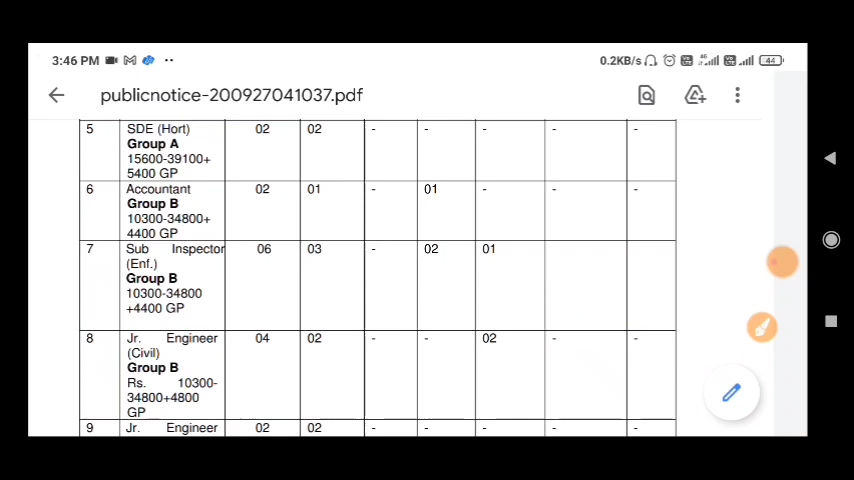 3:46 PM
0.2KB/s
44
publicnotice-200927041037.pdf
5 SDE (Hort) 02 02 - - - - -
Group A
15600-39100+
5400 GP
6 Accountant 02 01 - 01 - - -
Group B
10300-34800+
4400 GP
7 Sub Inspector 06 03 - 02 01
(Enf.)
Group B
10300-34800
+4400 GP
8 Jr. Engineer 04 02 - - 02 - -
(Civil)
Group B
Rs. 10300-
34800+4800
GP
9 Jr. Engineer 02 02 - - - - -